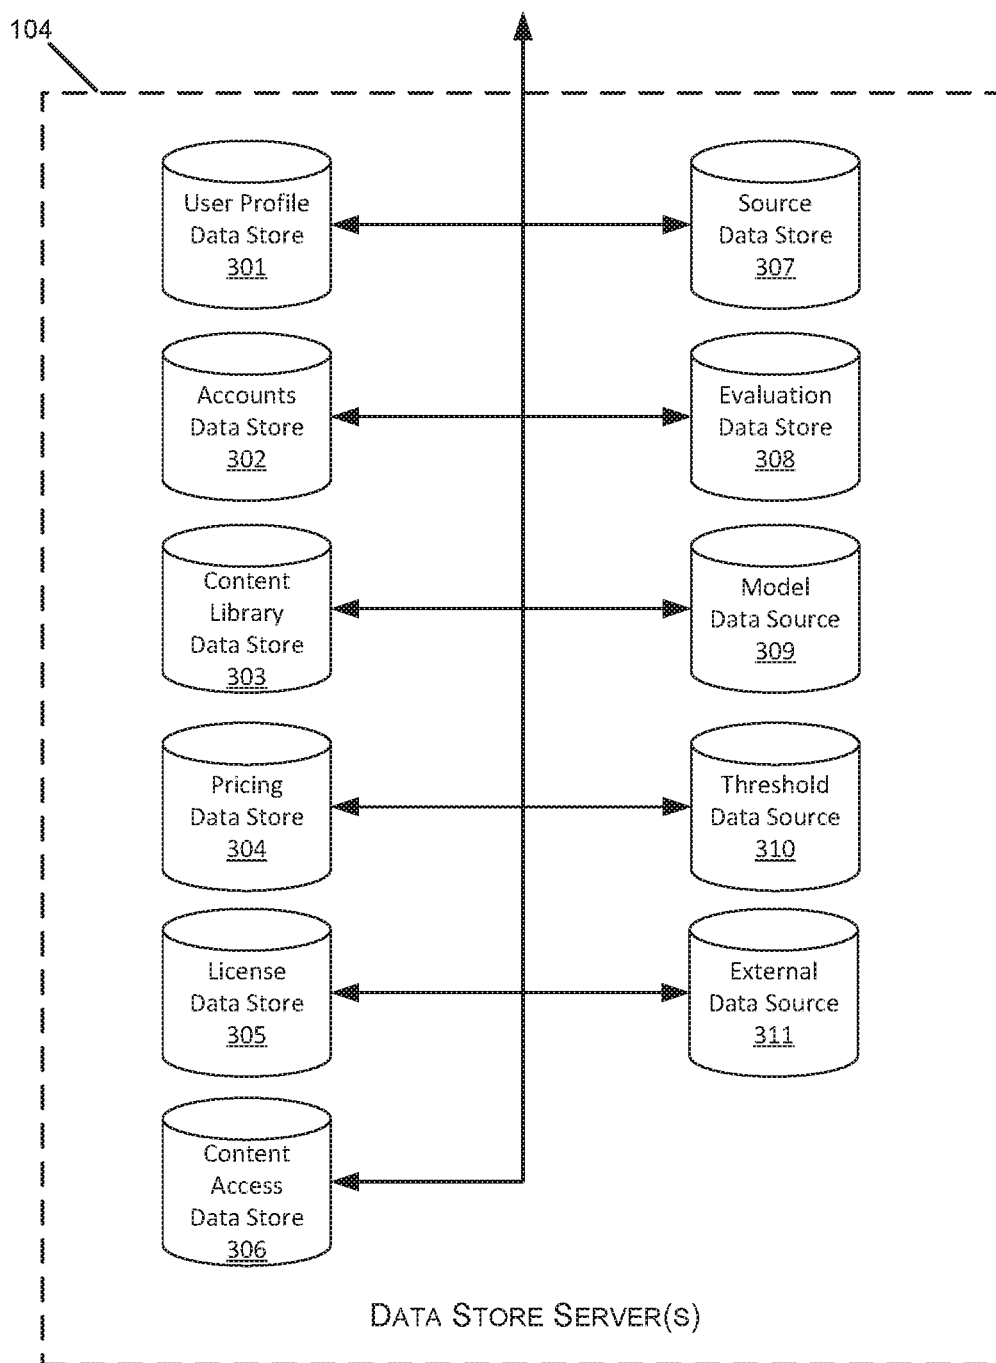 104
User Profile
Data Store
301
Source
Data Store
307
Accounts
Data Store
302
Evaluation
Data Store
308
Content
Library
Data Store
303
Model
Data Source
309
Pricing
Data Store
304
Threshold
Data Source
310
License
Data Store
305
External
Data Source
311
Content
Access
Data Store
306
DATA STORE SERVER(S)